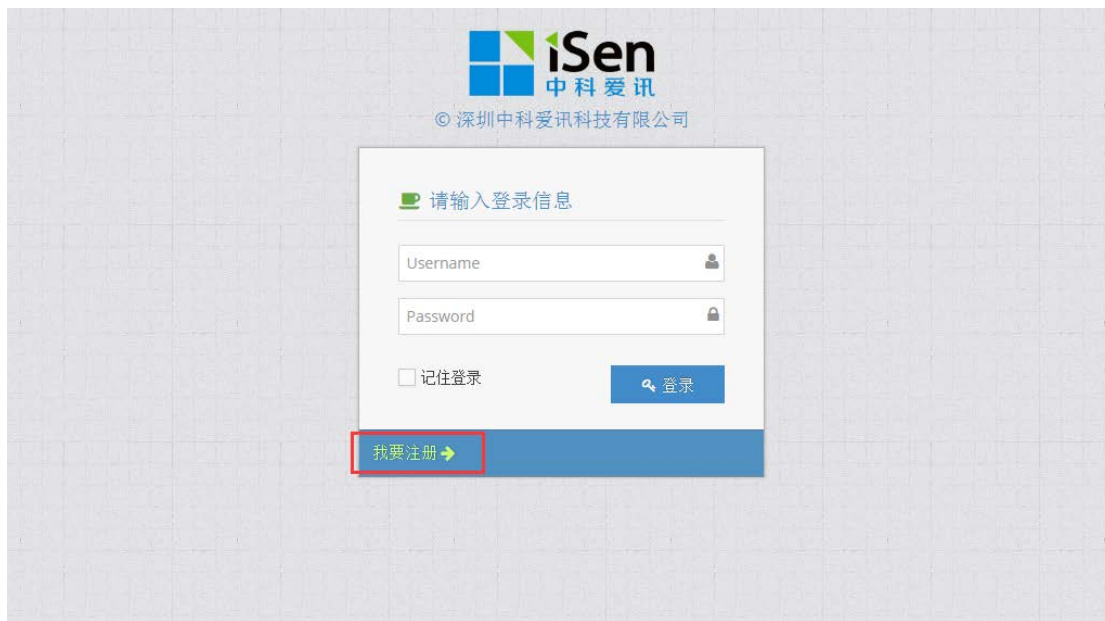 iSen
中科爱讯
© 深圳中科爱讯科技有限公司
请输入登录信息
Username
Password
记住登录
登录
我要注册